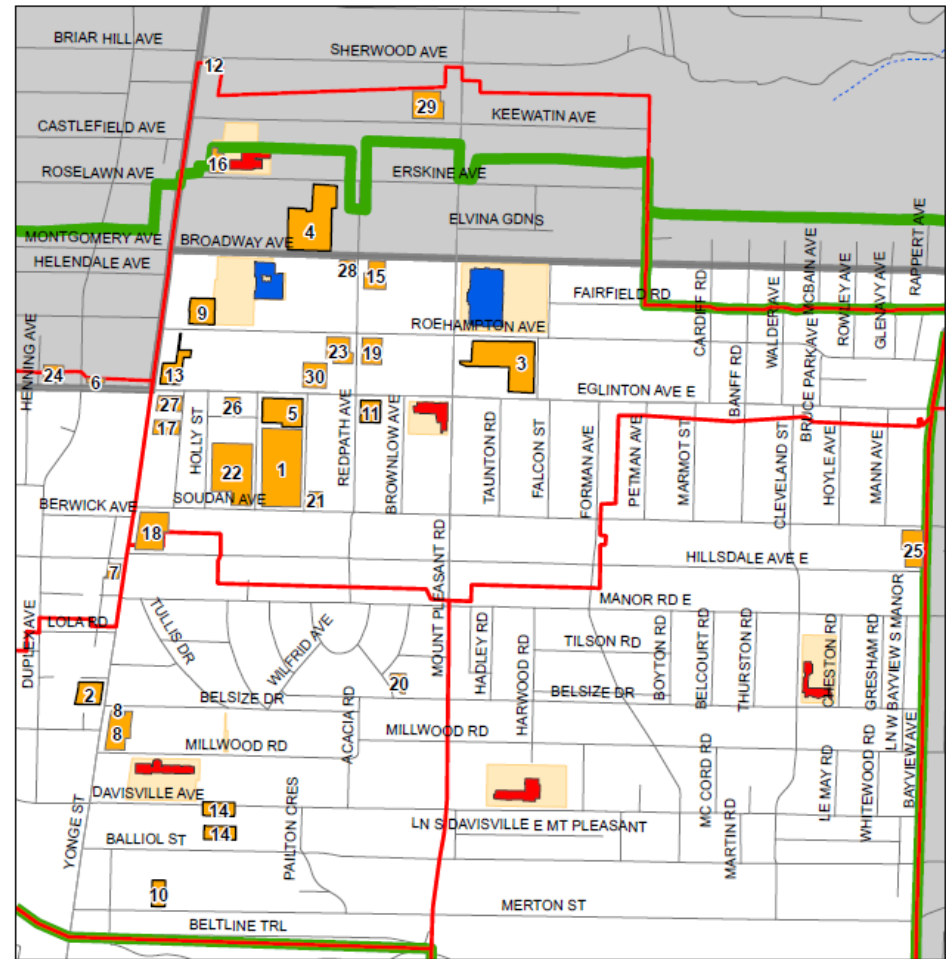 BRIAR HILL AVE
SHERWOOD AVE
12
29
KEEWATIN AVE
CASTLEFIELD AVE
16
ROSELAWN AVE
ERSKINE AVE
4
ELVINA GDNS
MONTGOMERY AVE
BROADWAY AVE
HELENDALE AVE
28
15
FAIRFIELD RD
CARDIFF RD
WALDER AVE
BRUCE PARK AVE
MCBAIN AVE
ROWLEY AVE
GLENAVY AVE
RAPPERT AVE
9
ROEHAMPTON AVE
BANFF RD
HENNING AVE
24
6
13
23
19
30
3
EGLINTON AVE E
27
17
HOLLY ST
26
5
REDPATH AVE
11
BROWNLOW AVE
TAUNTON RD
FALCON ST
FORMAN AVE
PETMAN AVE
MARMOT ST
CLEVELAND ST
HOYLE AVE
MANN AVE
22
1
21
BERWICK AVE
SOUDAN AVE
18
HILLSDALE AVE E
25
7
MOUNT PLEASANT RD
MANOR RD E
DUPLEX AVE
LOLA RD
TULLIS DR
WILFRID AVE
HADLEY RD
HARWOOD RD
TILSON RD
BOYTON RD
BELCOURT RD
THURSTON RD
CHESTON RD
GRESHAM RD
LN W BAYVIEW S MANOR
20
2
BELSIZE DR
BELSIZE DR
8
8
ACACIA RD
MILLWOOD RD
MILLWOOD RD
MC CORD RD
LE MAY RD
WHITEWOOD RD
BAYVIEW AVE
DAVISVILLE AVE
14
14
LN S DAVISVILLE E MT PLEASANT
MARTIN RD
YONGE ST
BALLIOL ST
PAILTON CRES
10
MERTON ST
BELTLINE TRL